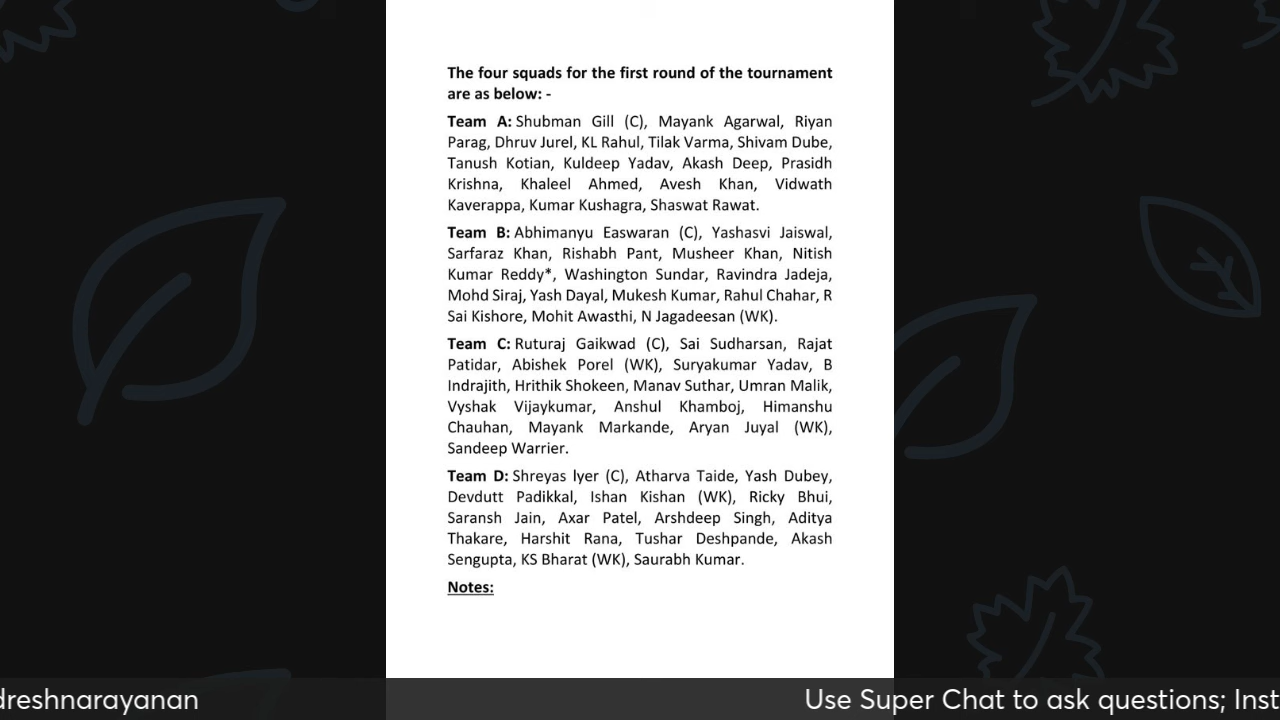 The four squads for the first round of the tournament
are as below: -
Team A: Shubman Gill (C), Mayank Agarwal, Riyan
Parag, Dhruv Jurel, KL Rahul, Tilak Varma, Shivam Dube,
Tanush Kotian, Kuldeep Yadav, Akash Deep, Prasidh
Krishna, Khaleel Ahmed, Avesh Khan, Vidwath
Kaverappa, Kumar Kushagra, Shaswat Rawat.
Team B: Abhimanyu Easwaran (C), Yashasvi Jaiswal,
Sarfaraz Khan, Rishabh Pant, Musheer Khan, Nitish
Kumar Reddy*, Washington Sundar, Ravindra Jadeja,
Mohd Siraj, Yash Dayal, Mukesh Kumar, Rahul Chahar, R
Sai Kishore, Mohit Awasthi, N Jagadeesan (WK).
Team C: Ruturaj Gaikwad (C), Sai Sudharsan, Rajat
Patidar, Abishek Porel (WK), Suryakumar Yadav, B
Indrajith, Hrithik Shokeen, Manav Suthar, Umran Malik,
Vyshak Vijaykumar, Anshul Khamboj, Himanshu
Chauhan, Mayank Markande, Aryan Juyal (WK),
Sandeep Warrier.
Team D: Shreyas lyer (C), Atharva Taide, Yash Dubey,
Devdutt Padikkal, Ishan Kishan (WK), Ricky Bhui,
Saransh Jain, Axar Patel, Arshdeep Singh, Aditya
Thakare, Harshit Rana, Tushar Deshpande, Akash
Sengupta, KS Bharat (WK), Saurabh Kumar.
Notes:
dreshnarayanan
Use Super Chat to ask questions; Inst